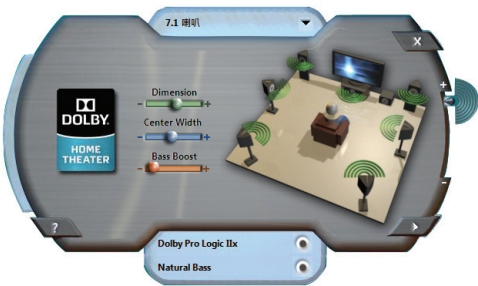 7.1 喇叭
X
Dimension
- +
Center Width
- +
Bass Boost
- +
DOLBY.
HOME
THEATER
+
-
?
Dolby Pro Logic IIx
Natural Bass